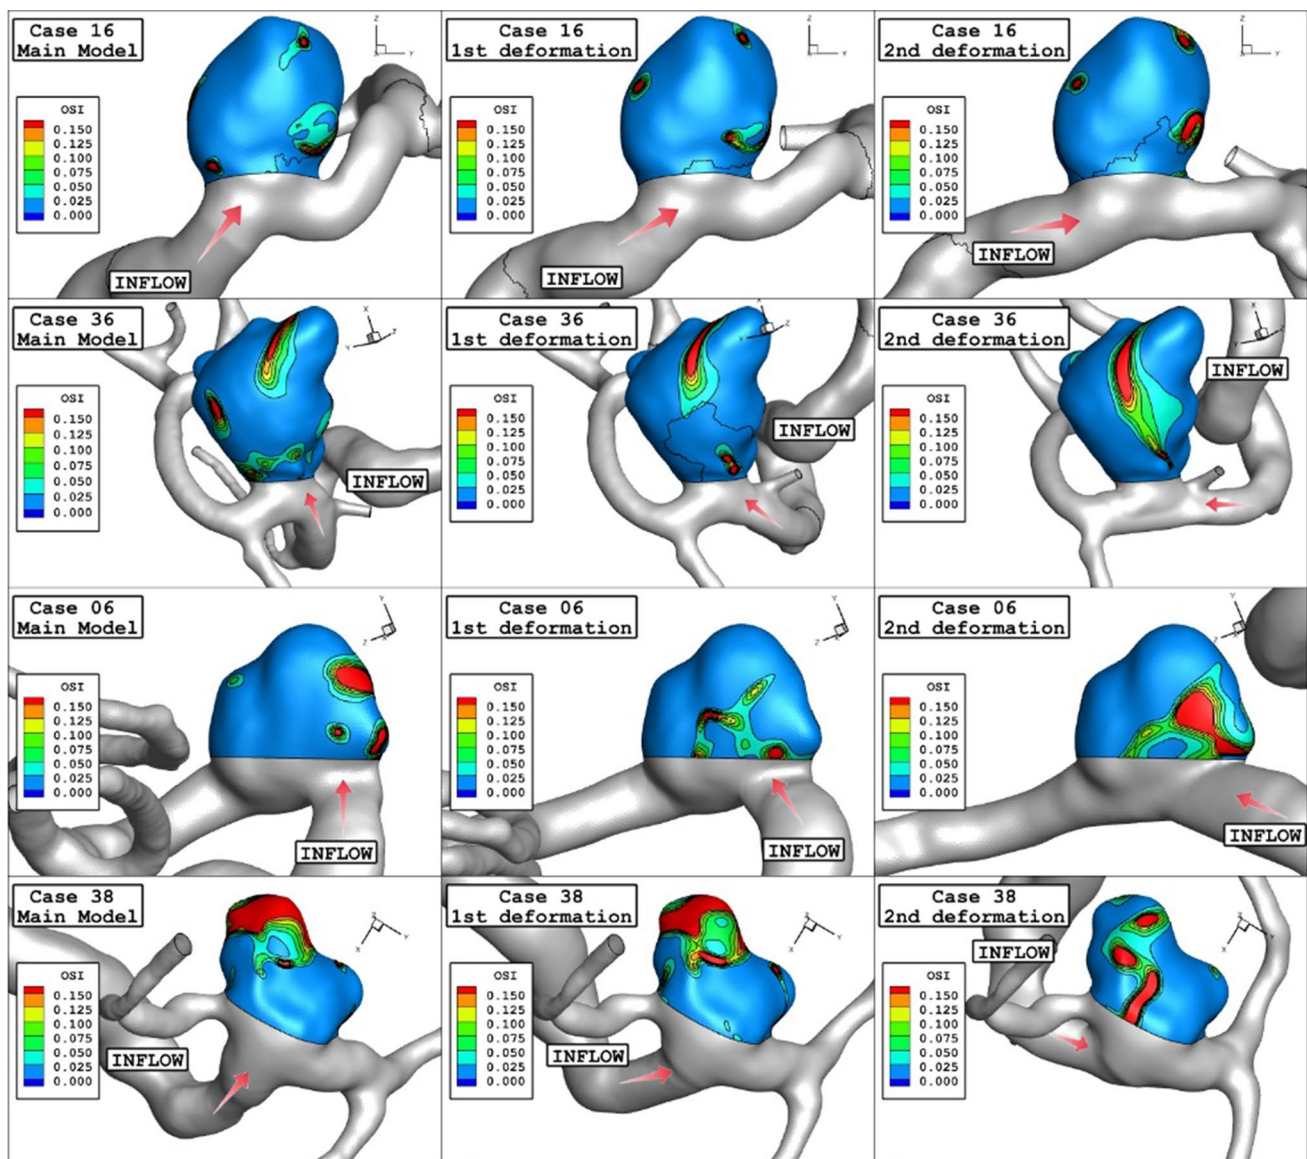 Case 16
Main Model
OSI
0.150
0.125
0.100
0.075
0.050
0.025
0.000
INFLOW
Z
X
Y
Case 16
1st deformation
OSI
0.150
0.125
0.100
0.075
0.050
0.025
0.000
INFLOW
Z
Y
Case 16
2nd deformation
OSI
0.150
0.125
0.100
0.075
0.050
0.025
0.000
INFLOW
Z
Y
Case 36
Main Model
OSI
0.150
0.125
0.100
0.075
0.050
0.025
0.000
INFLOW
X
Y
Z
Case 36
1st deformation
OSI
0.150
0.125
0.100
0.075
0.050
0.025
0.000
INFLOW
X
Y
Z
Case 36
2nd deformation
OSI
0.150
0.125
0.100
0.075
0.050
0.025
0.000
INFLOW
X
Y
Z
Case 06
Main Model
OSI
0.150
0.125
0.100
0.075
0.050
0.025
0.000
INFLOW
Y
Z
X
Case 06
1st deformation
OSI
0.150
0.125
0.100
0.075
0.050
0.025
0.000
INFLOW
Y
Z
Case 06
2nd deformation
OSI
0.150
0.125
0.100
0.075
0.050
0.025
0.000
INFLOW
Y
Z
Case 38
Main Model
OSI
0.150
0.125
0.100
0.075
0.050
0.025
0.000
INFLOW
Z
X
Y
Case 38
1st deformation
OSI
0.150
0.125
0.100
0.075
0.050
0.025
0.000
INFLOW
Z
X
Y
Case 38
2nd deformation
OSI
0.150
0.125
0.100
0.075
0.050
0.025
0.000
INFLOW
Z
X
Y